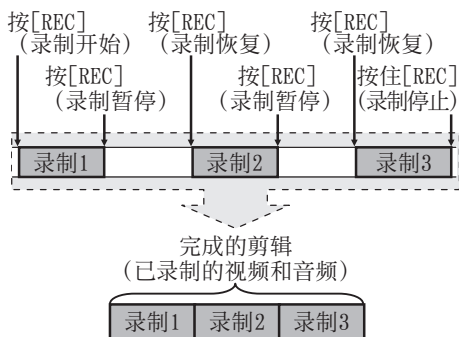 按[REC]
(录制开始)
按[REC]
(录制恢复)
按[REC]
(录制恢复)
按[REC]
(录制暂停)
按[REC]
(录制暂停)
按住[REC]
(录制停止)
录制1
录制2
录制3
完成的剪辑
(已录制的视频和音频)
录制1
录制2
录制3